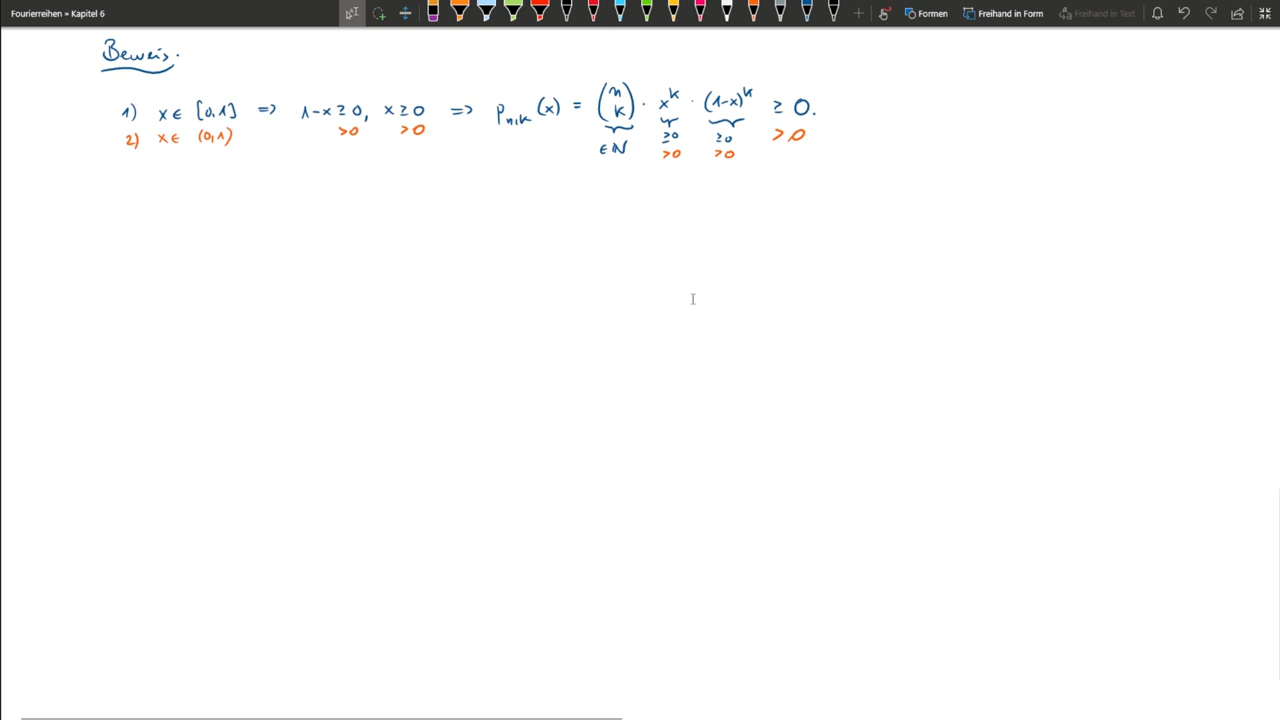 Fourierreihen » Kapitel 6
Formen
Freihand in Form
Freihand in Text
Beweis.
1) x ∈ [0,1] ⇒ 1-x ≥ 0, x ≥ 0 ⇒ p_{n,k}(x) = (n k) · x^k · (1-x)^k ≥ 0.
∈ ℕ ≥0 ≥0
2) x ∈ (0,1) >0 >0 >0 >0 >0